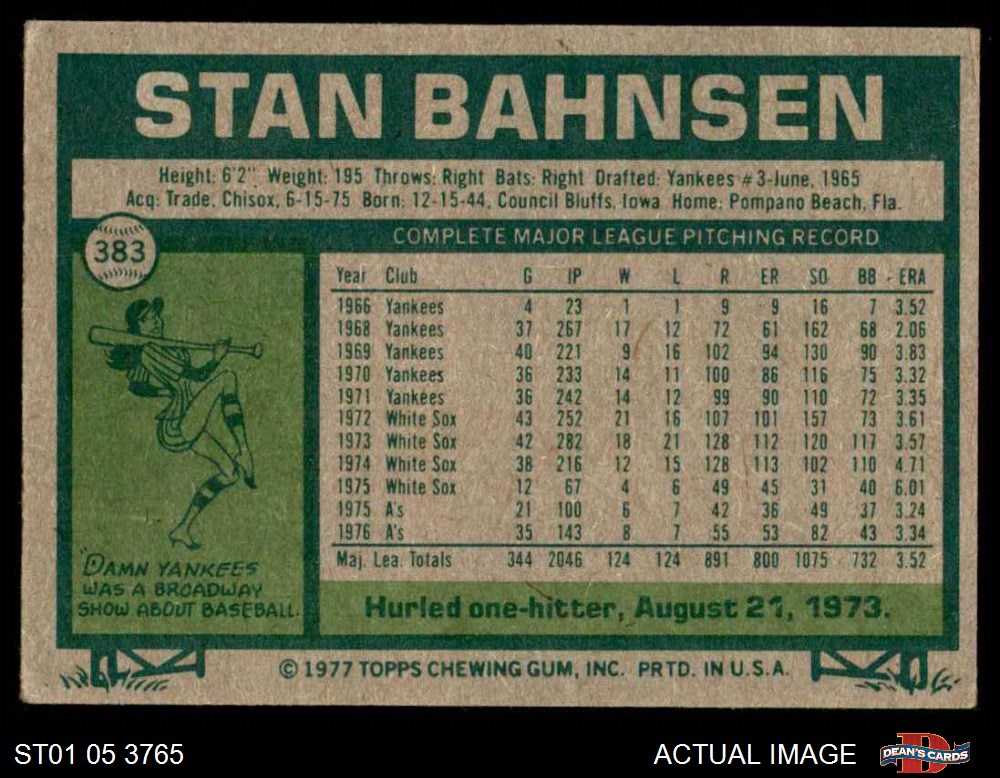 STAN BAHNSEN
Height: 6'2" Weight: 195 Throws: Right Bats: Right Drafted: Yankees #3-June, 1965
Acq: Trade, Chisox, 6-15-75 Born: 12-15-44, Council Bluffs, Iowa Home: Pompano Beach, Fla.
383
COMPLETE MAJOR LEAGUE PITCHING RECORD
Year Club G IP W L R ER SO BB ERA
1966 Yankees 4 23 1 1 9 9 16 7 3.52
1968 Yankees 37 267 17 12 72 61 162 68 2.06
1969 Yankees 40 221 9 16 102 94 130 90 3.83
1970 Yankees 36 233 14 11 100 86 116 75 3.32
1971 Yankees 36 242 14 12 99 90 110 72 3.35
1972 White Sox 43 252 21 16 107 101 157 73 3.61
1973 White Sox 42 282 18 21 128 112 120 117 3.57
1974 White Sox 38 216 12 15 128 113 102 110 4.71
1975 White Sox 12 67 4 6 49 45 31 40 6.01
1975 A's 21 100 6 7 42 36 49 37 3.24
1976 A's 35 143 8 7 55 53 82 43 3.34
Maj. Lea. Totals 344 2046 124 124 891 800 1075 732 3.52
"DAMN YANKEES
WAS A BROADWAY
SHOW ABOUT BASEBALL.
Hurled one-hitter, August 21, 1973.
© 1977 TOPPS CHEWING GUM, INC. PRTD. IN U.S.A.
ST01 05 3765
ACTUAL IMAGE
DEAN'S CARDS